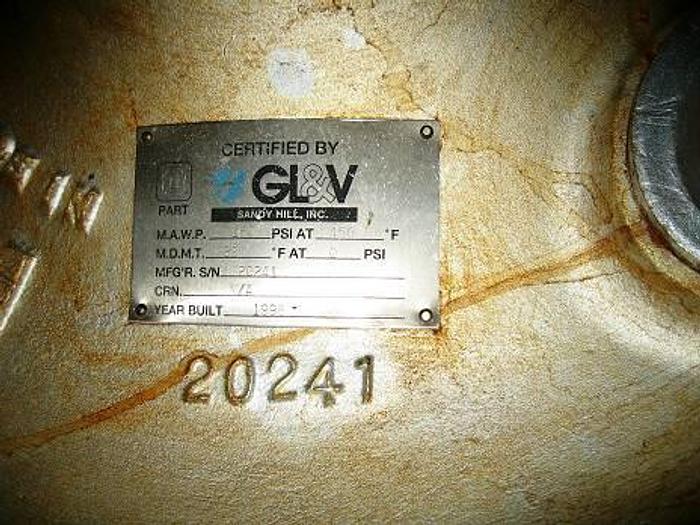 CERTIFIED BY
GL&V
PART
SANDY HILL, INC.
M.A.W.P. PSI AT °F
M.D.M.T. °F AT PSI
MFG'R. S/N 20241
CRN. N/A
YEAR BUILT
20241